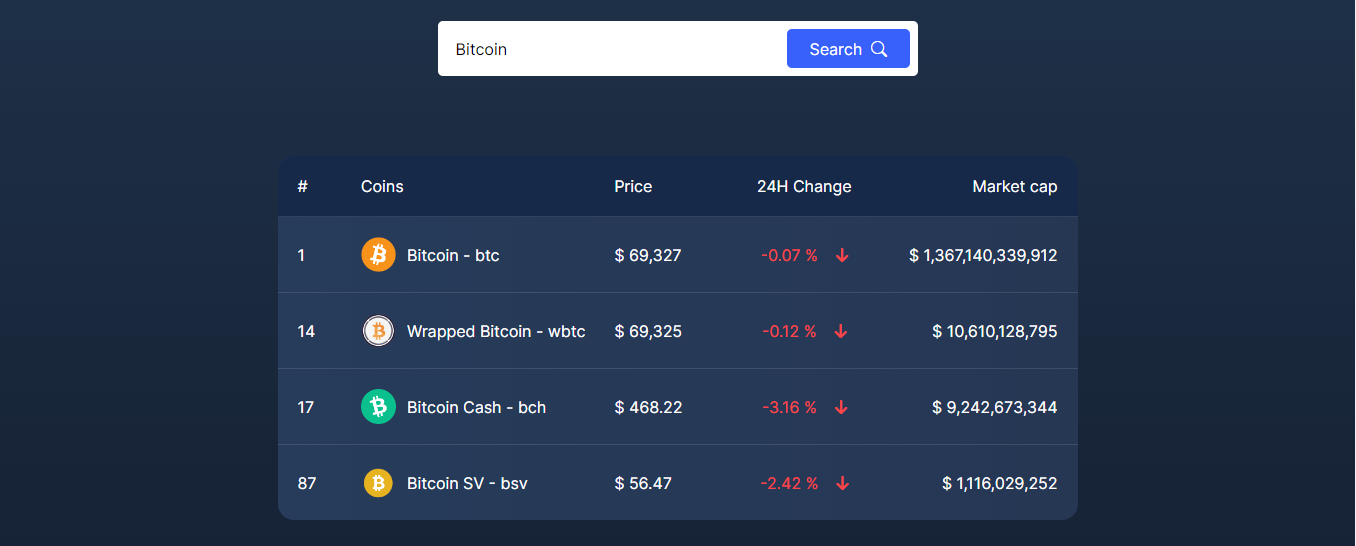 Bitcoin Search
# Coins Price 24H Change Market cap
1 Bitcoin - btc $ 69,327 -0.07 % $ 1,367,140,339,912
14 Wrapped Bitcoin - wbtc $ 69,325 -0.12 % $ 10,610,128,795
17 Bitcoin Cash - bch $ 468.22 -3.16 % $ 9,242,673,344
87 Bitcoin SV - bsv $ 56.47 -2.42 % $ 1,116,029,252